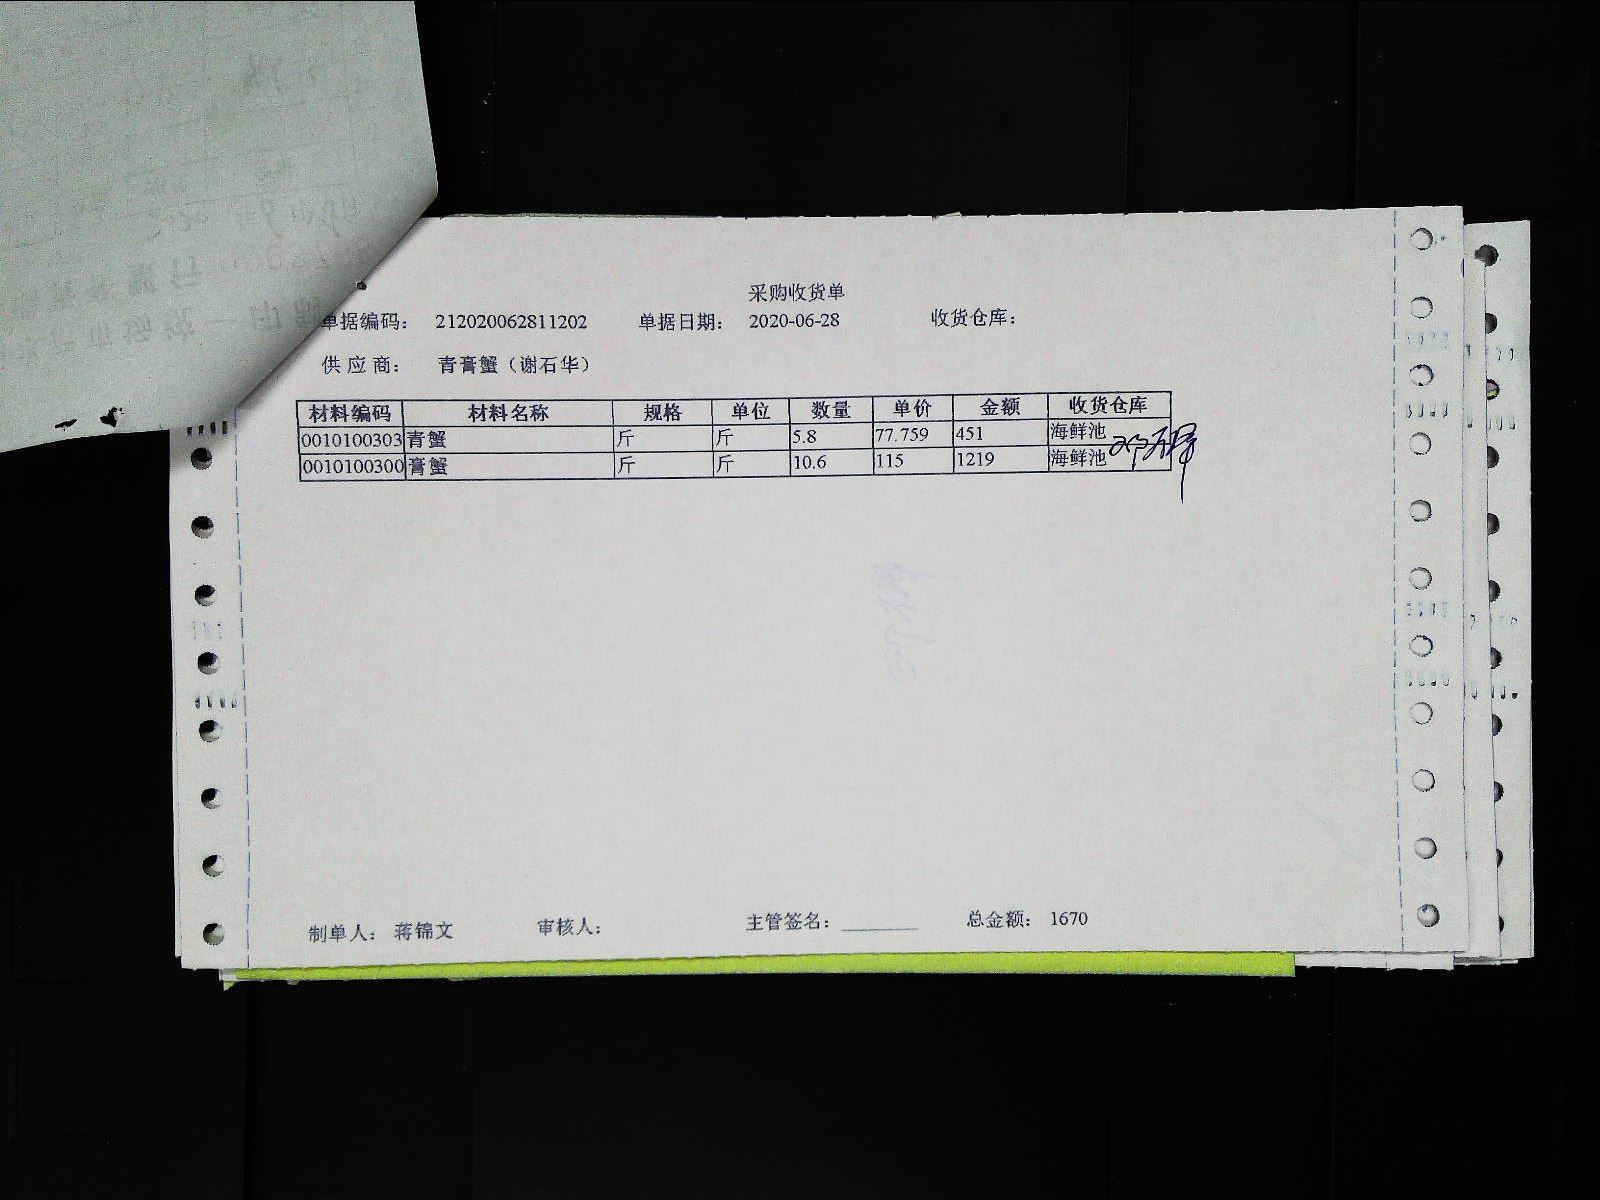 采购收货单
单据编码： 212020062811202 单据日期： 2020-06-28 收货仓库：
供应商： 青膏蟹（谢石华）
材料编码 材料名称 规格 单位 数量 单价 金额 收货仓库
0010100303 青蟹 斤 斤 5.8 77.759 451 海鲜池
0010100300 膏蟹 斤 斤 10.6 115 1219 海鲜池
制单人： 蒋锦文 审核人： 主管签名： 总金额： 1670